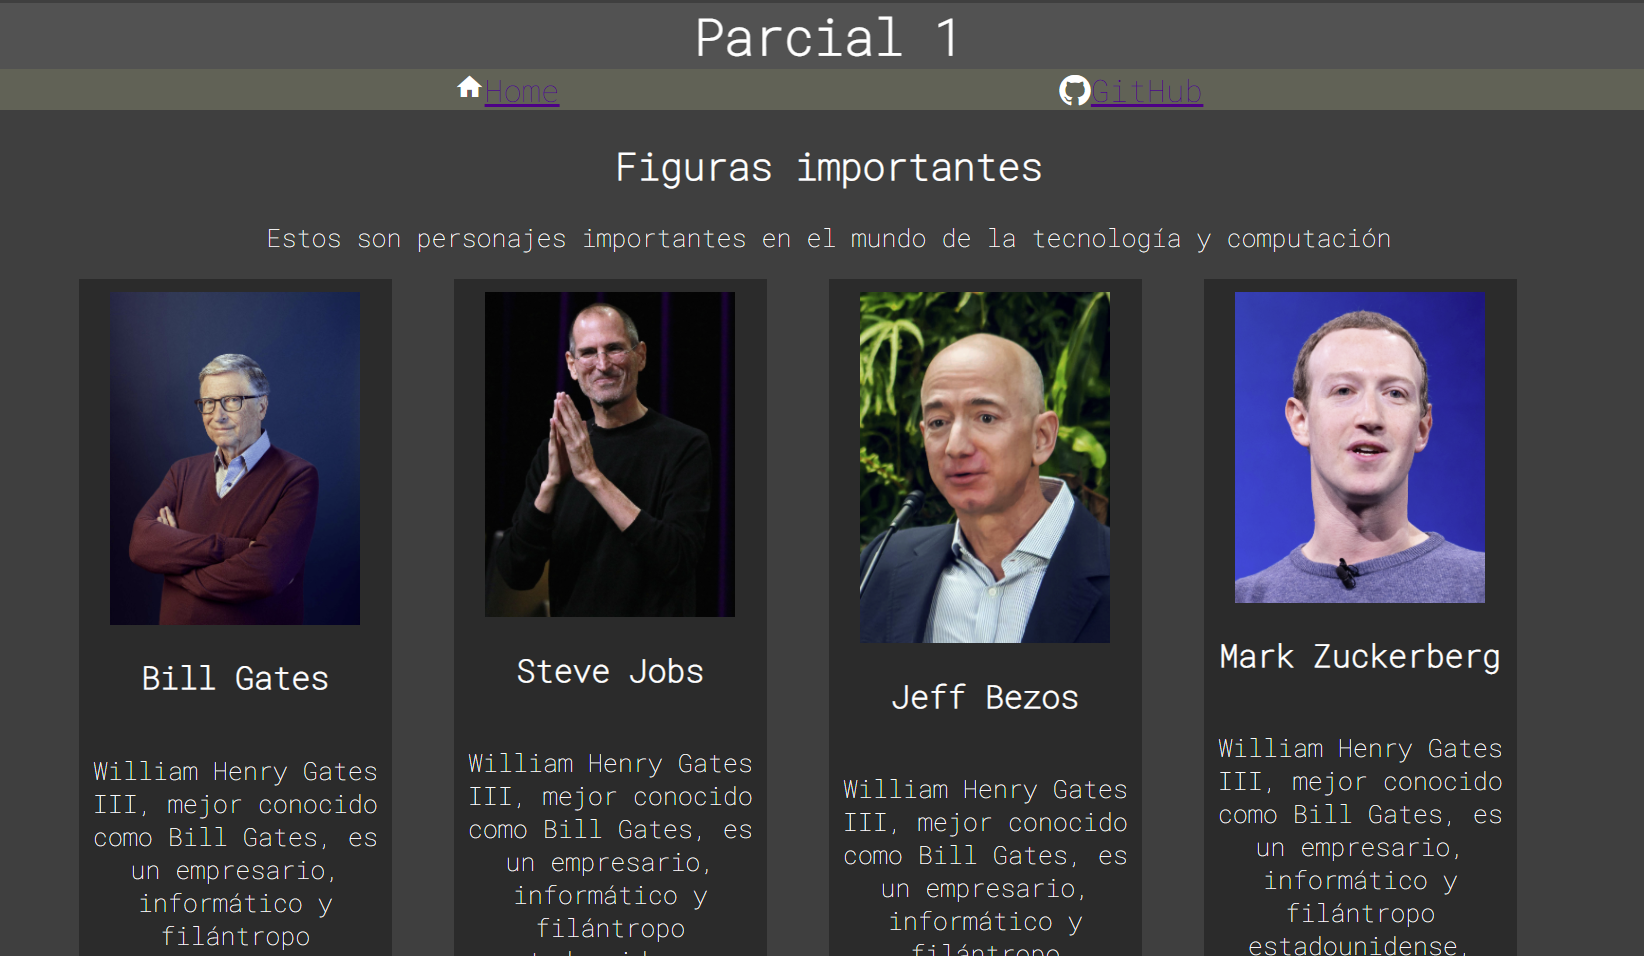 Parcial 1
Home
GitHub
Figuras importantes
Estos son personajes importantes en el mundo de la tecnología y computación
Bill Gates
William Henry Gates
III, mejor conocido
como Bill Gates, es
un empresario,
informático y
filántropo
Steve Jobs
William Henry Gates
III, mejor conocido
como Bill Gates, es
un empresario,
informático y
filántropo
Jeff Bezos
William Henry Gates
III, mejor conocido
como Bill Gates, es
un empresario,
informático y
filántropo
Mark Zuckerberg
William Henry Gates
III, mejor conocido
como Bill Gates, es
un empresario,
informático y
filántropo
estadounidense,